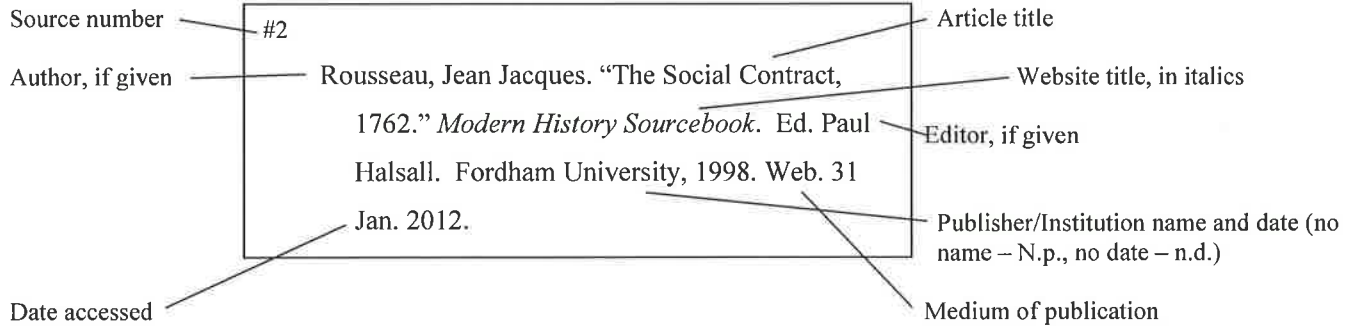 Source number
#2
Article title
Author, if given
Rousseau, Jean Jacques. “The Social Contract,
Website title, in italics
1762.” Modern History Sourcebook. Ed. Paul
Editor, if given
Halsall. Fordham University, 1998. Web. 31
Jan. 2012.
Publisher/Institution name and date (no
name – N.p., no date – n.d.)
Date accessed
Medium of publication